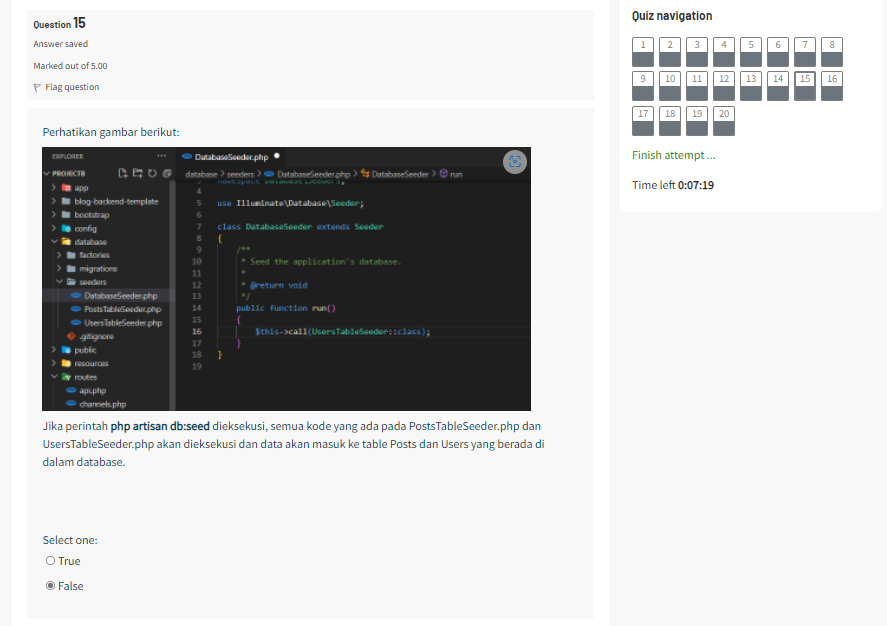 Question 15
Answer saved
Marked out of 5.00
Flag question
Perhatikan gambar berikut:
EXPLORER
PROJECTB
app
blog-backend-template
bootstrap
config
database
factories
migrations
seeders
DatabaseSeeder.php
PostsTableSeeder.php
UsersTableSeeder.php
.gitignore
public
resources
routes
api.php
channels.php
DatabaseSeeder.php
database > seeders > DatabaseSeeder.php > DatabaseSeeder > run
4
5 use Illuminate\Database\Seeder;
6
7 class DatabaseSeeder extends Seeder
8 {
9 /**
10 * Seed the application's database.
11 *
12 * @return void
13 */
14 public function run()
15 {
16 $this->call(UsersTableSeeder::class);
17 }
18 }
19
Jika perintah php artisan db:seed dieksekusi, semua kode yang ada pada PostsTableSeeder.php dan
UsersTableSeeder.php akan dieksekusi dan data akan masuk ke table Posts dan Users yang berada di
dalam database.
Select one:
True
False
Quiz navigation
1 2 3 4 5 6 7 8
9 10 11 12 13 14 15 16
17 18 19 20
Finish attempt ...
Time left 0:07:19